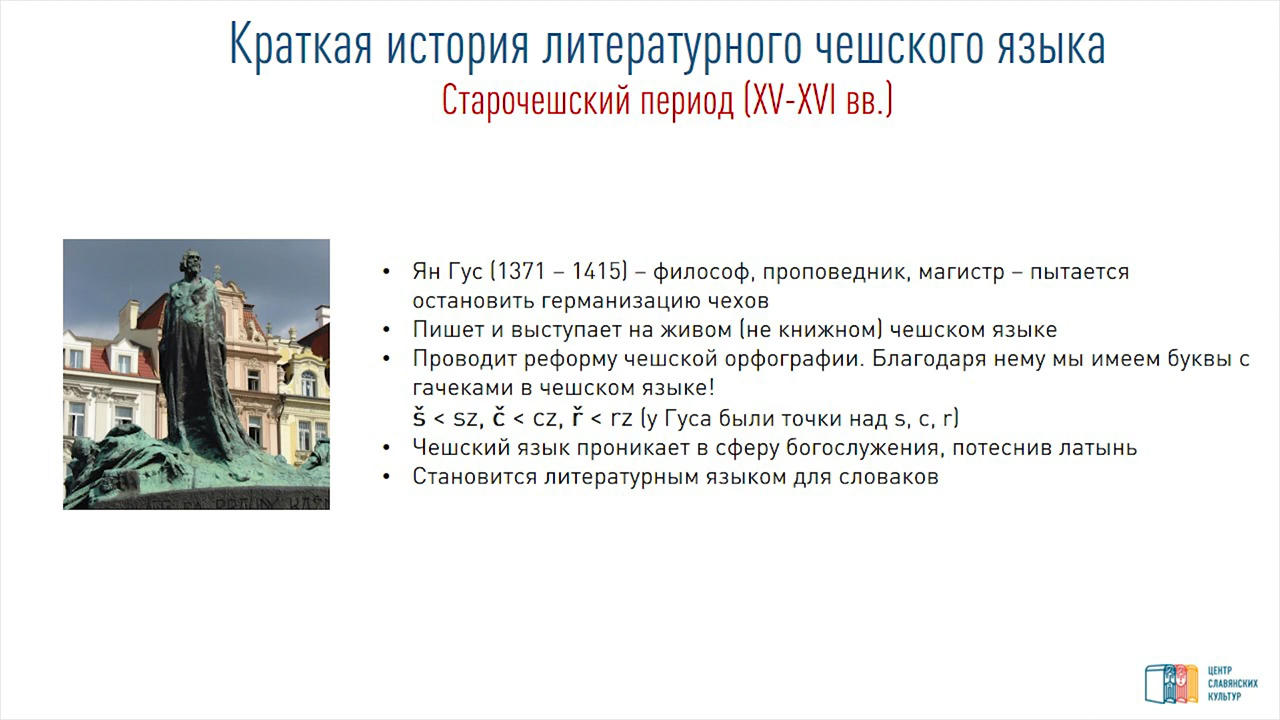 Краткая история литературного чешского языка
Старочешский период (XV-XVI вв.)
• Ян Гус (1371 – 1415) – философ, проповедник, магистр – пытается
остановить германизацию чехов
• Пишет и выступает на живом (не книжном) чешском языке
• Проводит реформу чешской орфографии. Благодаря нему мы имеем буквы с
гачеками в чешском языке!
š < sz, č < cz, ř < rz (у Гуса были точки над s, c, r)
• Чешский язык проникает в сферу богослужения, потеснив латынь
• Становится литературным языком для словаков
ЦЕНТР
СЛАВЯНСКИХ
КУЛЬТУР